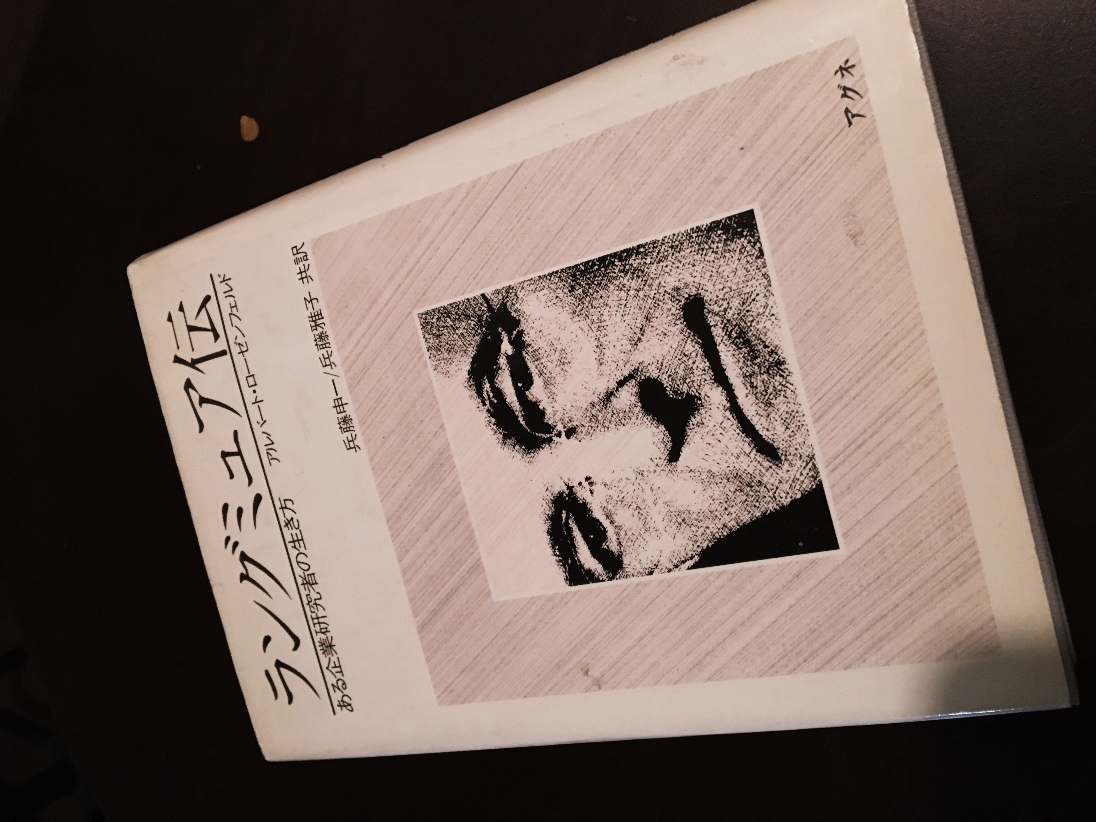 ラングミュア伝
ある企業研究者の生き方
アルバート・ローゼンフェルド
兵藤申一/兵藤雅子 共訳
アグネ